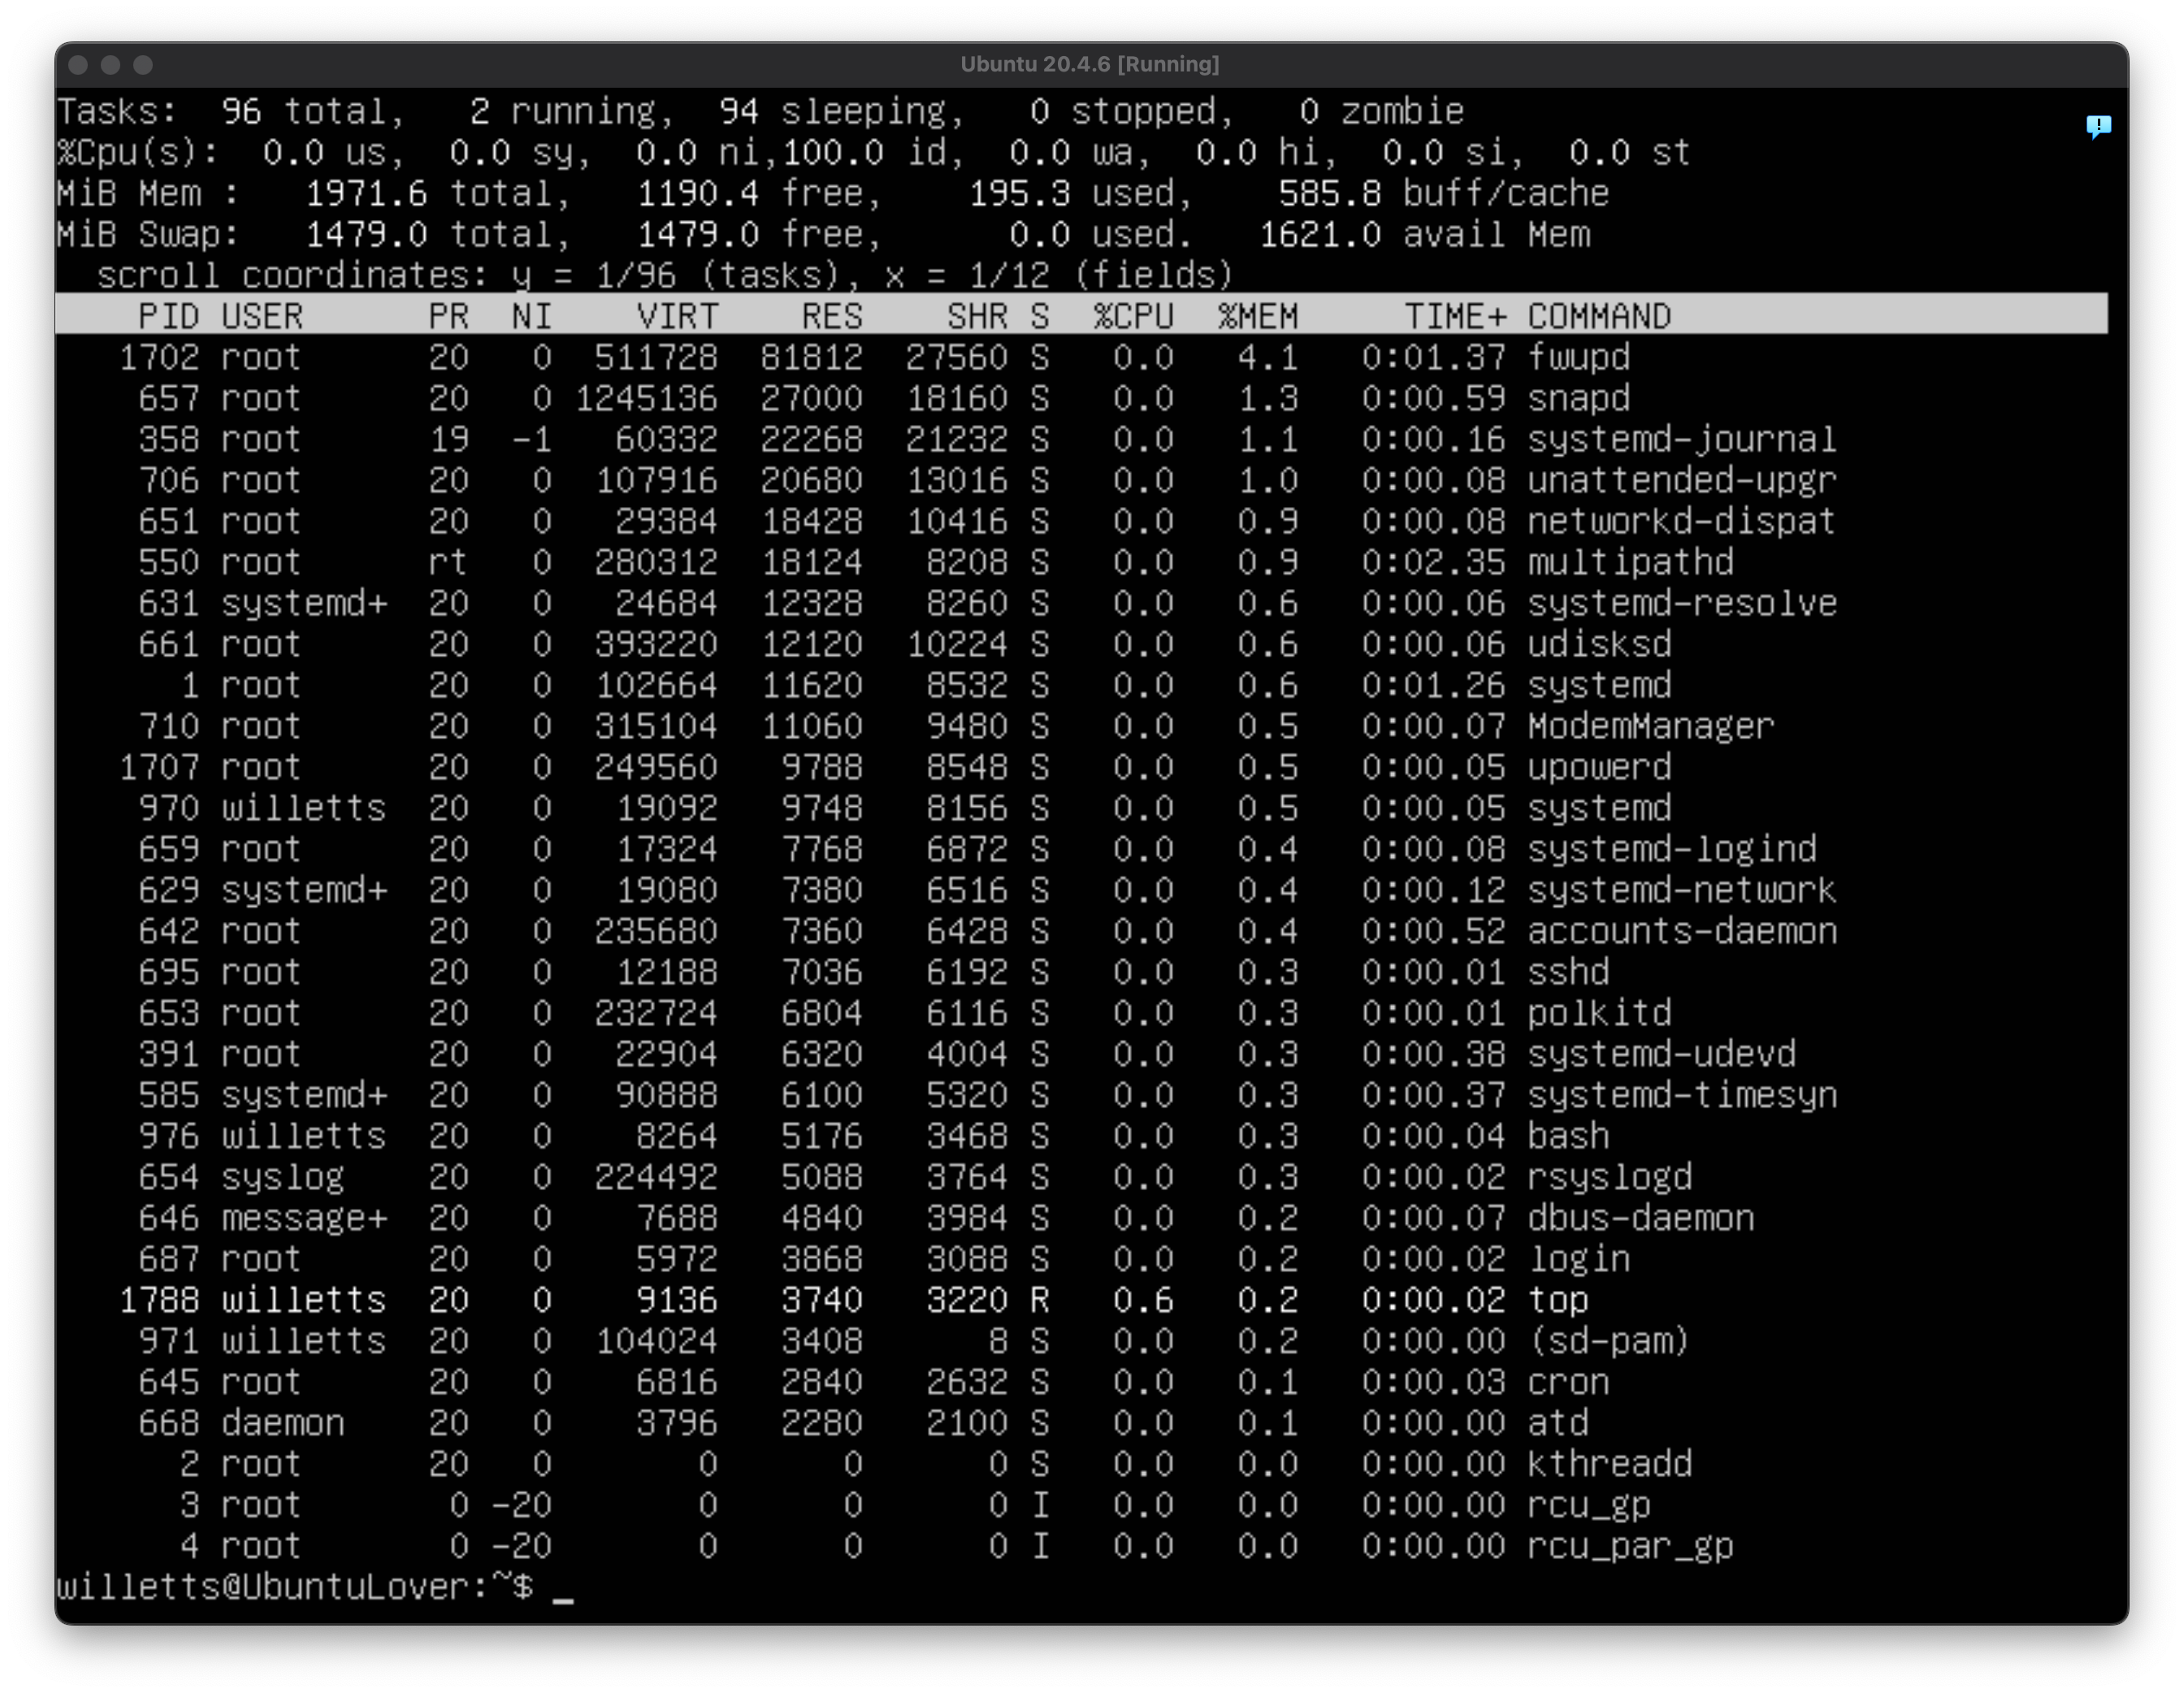 Ubuntu 20.4.6 [Running]
Tasks:  96 total,   2 running,  94 sleeping,   0 stopped,   0 zombie
%Cpu(s):  0.0 us,  0.0 sy,  0.0 ni,100.0 id,  0.0 wa,  0.0 hi,  0.0 si,  0.0 st
MiB Mem :   1971.6 total,   1190.4 free,    195.3 used,    585.8 buff/cache
MiB Swap:   1479.0 total,   1479.0 free,      0.0 used.   1621.0 avail Mem
  scroll coordinates: y = 1/96 (tasks), x = 1/12 (fields)
    PID USER      PR  NI    VIRT    RES    SHR S  %CPU  %MEM     TIME+ COMMAND
   1702 root      20   0  511728  81812  27560 S   0.0   4.1   0:01.37 fwupd
    657 root      20   0 1245136  27000  18160 S   0.0   1.3   0:00.59 snapd
    358 root      19  -1   60332  22268  21232 S   0.0   1.1   0:00.16 systemd-journal
    706 root      20   0  107916  20680  13016 S   0.0   1.0   0:00.08 unattended-upgr
    651 root      20   0   29384  18428  10416 S   0.0   0.9   0:00.08 networkd-dispat
    550 root      rt   0  280312  18124   8208 S   0.0   0.9   0:02.35 multipathd
    631 systemd+  20   0   24684  12328   8260 S   0.0   0.6   0:00.06 systemd-resolve
    661 root      20   0  393220  12120  10224 S   0.0   0.6   0:00.06 udisksd
      1 root      20   0  102664  11620   8532 S   0.0   0.6   0:01.26 systemd
    710 root      20   0  315104  11060   9480 S   0.0   0.5   0:00.07 ModemManager
   1707 root      20   0  249560   9788   8548 S   0.0   0.5   0:00.05 upowerd
    970 willetts  20   0   19092   9748   8156 S   0.0   0.5   0:00.05 systemd
    659 root      20   0   17324   7768   6872 S   0.0   0.4   0:00.08 systemd-logind
    629 systemd+  20   0   19080   7380   6516 S   0.0   0.4   0:00.12 systemd-network
    642 root      20   0  235680   7360   6428 S   0.0   0.4   0:00.52 accounts-daemon
    695 root      20   0   12188   7036   6192 S   0.0   0.3   0:00.01 sshd
    653 root      20   0  232724   6804   6116 S   0.0   0.3   0:00.01 polkitd
    391 root      20   0   22904   6320   4004 S   0.0   0.3   0:00.38 systemd-udevd
    585 systemd+  20   0   90888   6100   5320 S   0.0   0.3   0:00.37 systemd-timesyn
    976 willetts  20   0    8264   5176   3468 S   0.0   0.3   0:00.04 bash
    654 syslog    20   0  224492   5088   3764 S   0.0   0.3   0:00.02 rsyslogd
    646 message+  20   0    7688   4840   3984 S   0.0   0.2   0:00.07 dbus-daemon
    687 root      20   0    5972   3868   3088 S   0.0   0.2   0:00.02 login
   1788 willetts  20   0    9136   3740   3220 R   0.6   0.2   0:00.02 top
    971 willetts  20   0  104024   3408      8 S   0.0   0.2   0:00.00 (sd-pam)
    645 root      20   0    6816   2840   2632 S   0.0   0.1   0:00.03 cron
    668 daemon    20   0    3796   2280   2100 S   0.0   0.1   0:00.00 atd
      2 root      20   0       0      0      0 S   0.0   0.0   0:00.00 kthreadd
      3 root       0 -20       0      0      0 I   0.0   0.0   0:00.00 rcu_gp
      4 root       0 -20       0      0      0 I   0.0   0.0   0:00.00 rcu_par_gp
willetts@UbuntuLover:~$ _